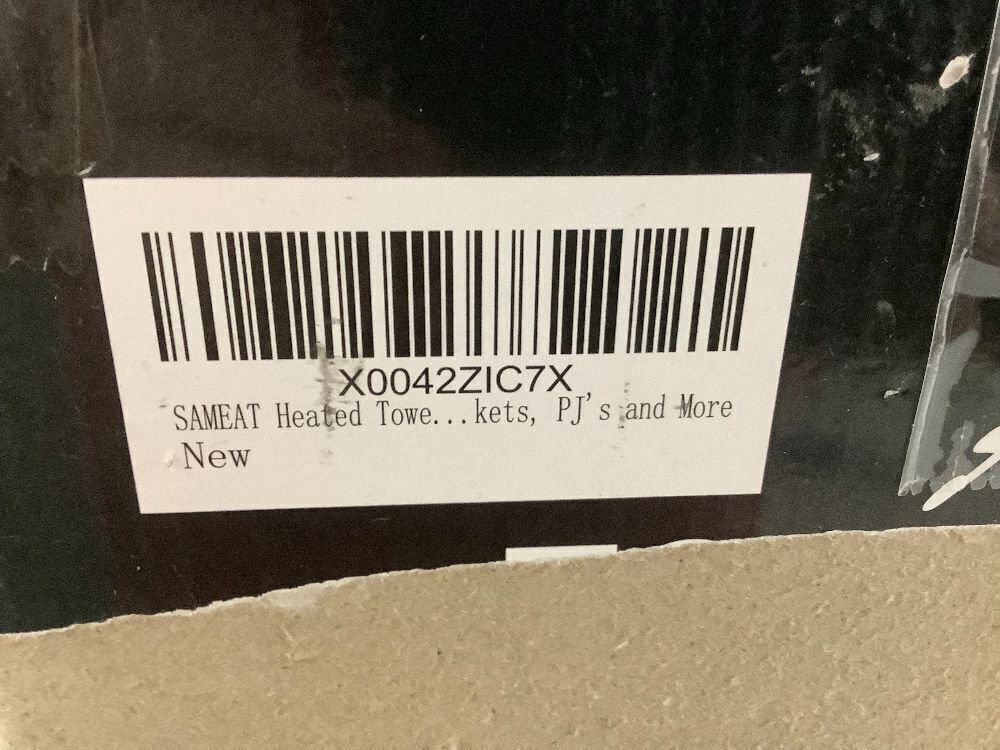 X0042ZIC7X
SAMEAT Heated Towe...kets, PJ's and More
New